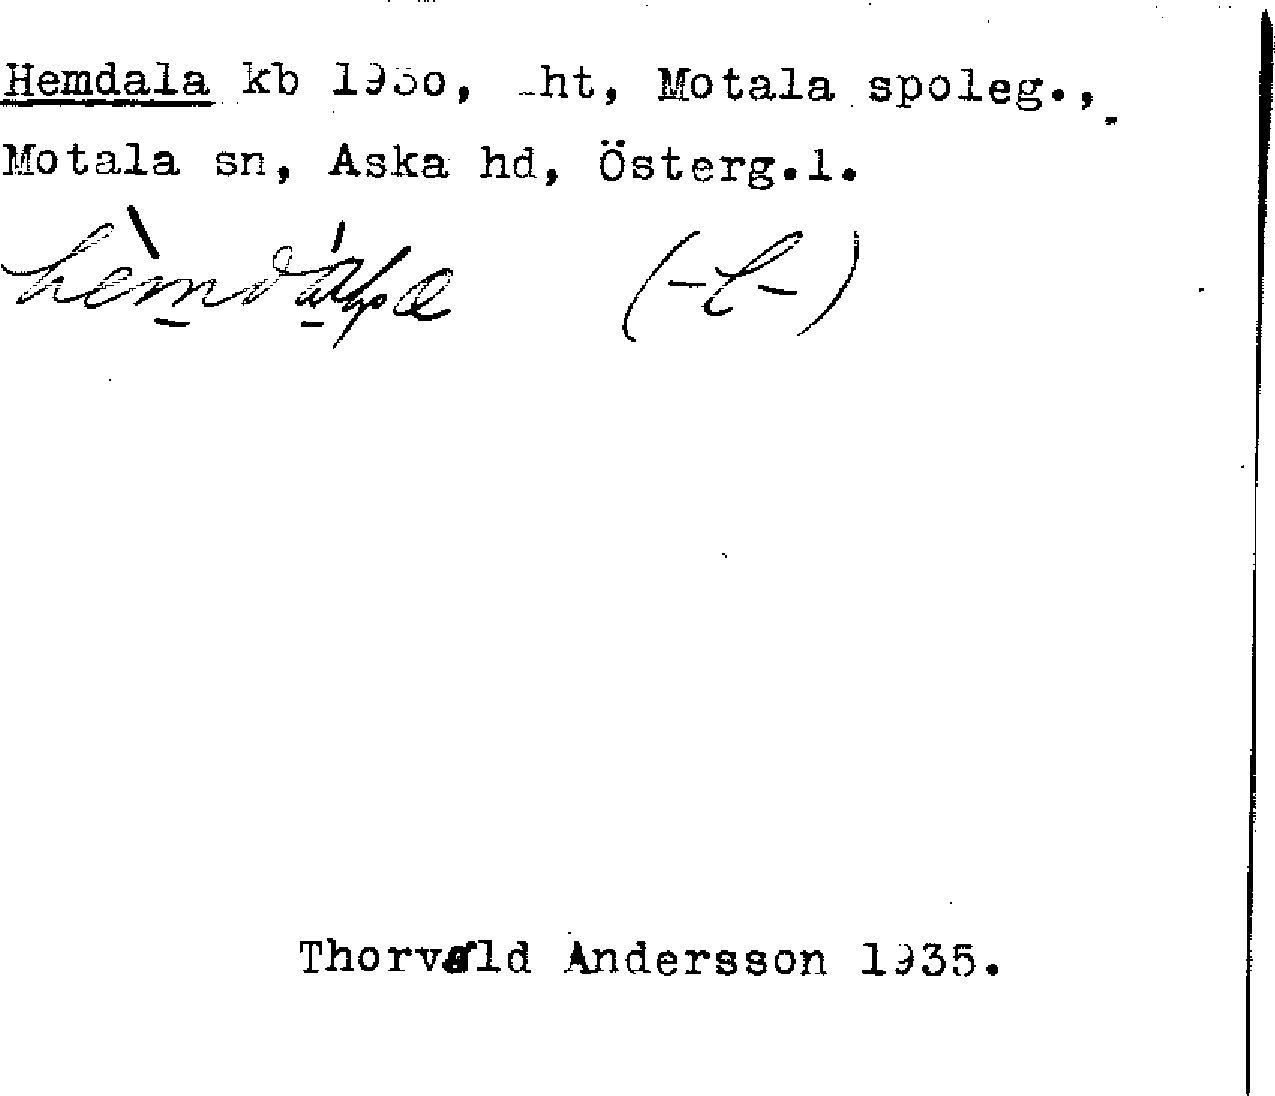 Hemdala kb 1930, ht, Motala spoleg.,
Motala sn, Aska hd, Österg.l.
(-l-)
Thorvald Andersson 1935.